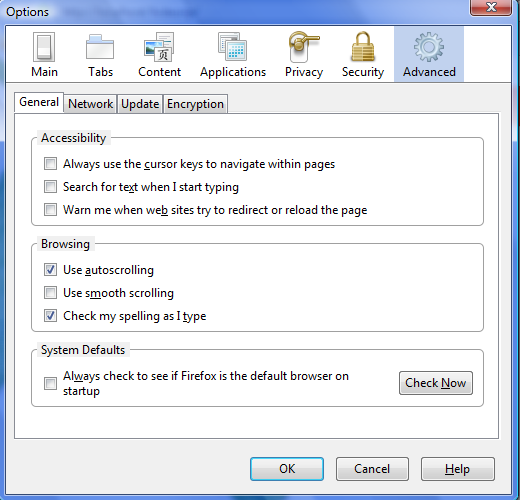 Options
Main Tabs Content Applications Privacy Security Advanced
General Network Update Encryption
Accessibility
Always use the cursor keys to navigate within pages
Search for text when I start typing
Warn me when web sites try to redirect or reload the page
Browsing
Use autoscrolling
Use smooth scrolling
Check my spelling as I type
System Defaults
Always check to see if Firefox is the default browser on
startup
Check Now
OK Cancel Help